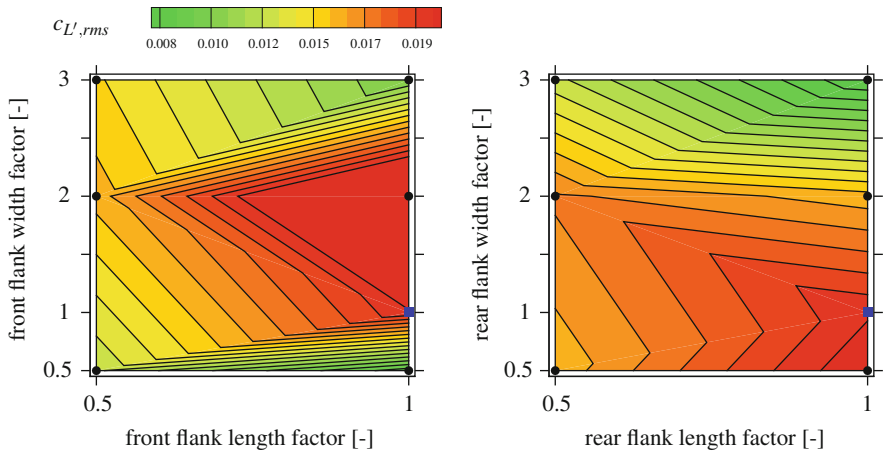 c_{L',rms}
0.008 0.010 0.012 0.015 0.017 0.019
front flank width factor [-]
3
2
1
0.5
0.5 1
front flank length factor [-]
rear flank width factor [-]
3
2
1
0.5
0.5 1
rear flank length factor [-]